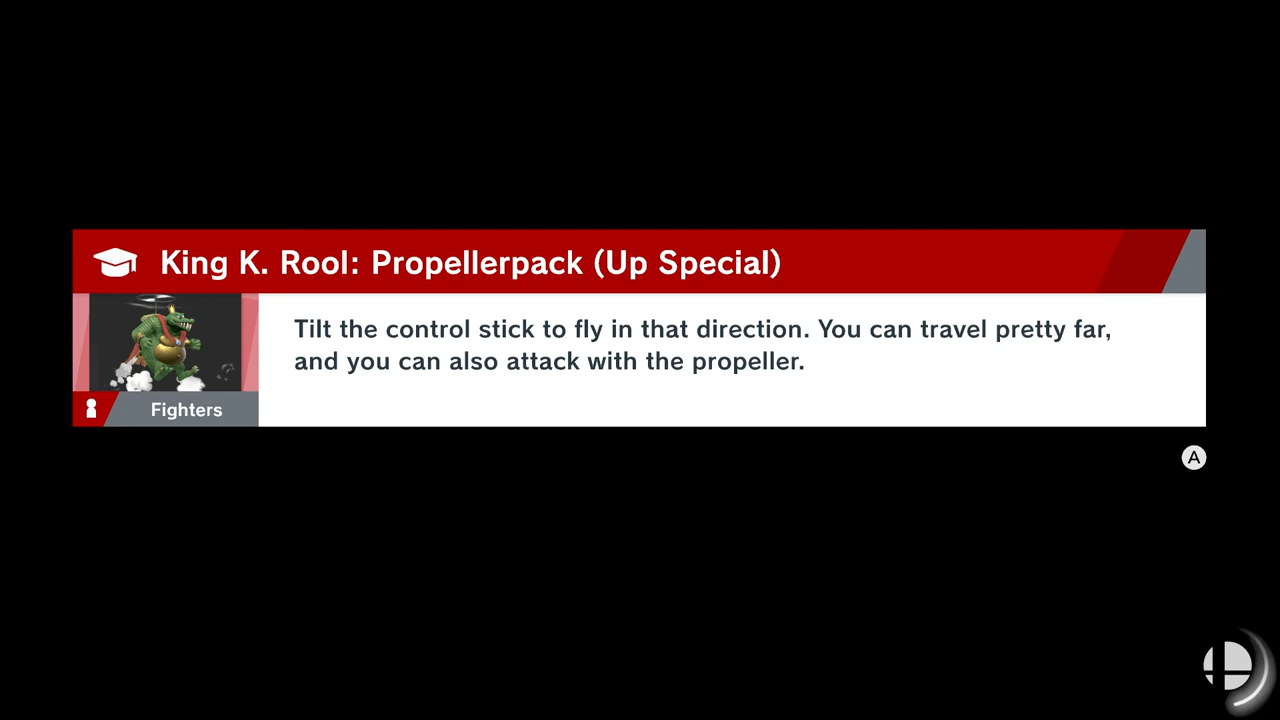 King K. Rool: Propellerpack (Up Special)
Tilt the control stick to fly in that direction. You can travel pretty far,
and you can also attack with the propeller.
Fighters
A